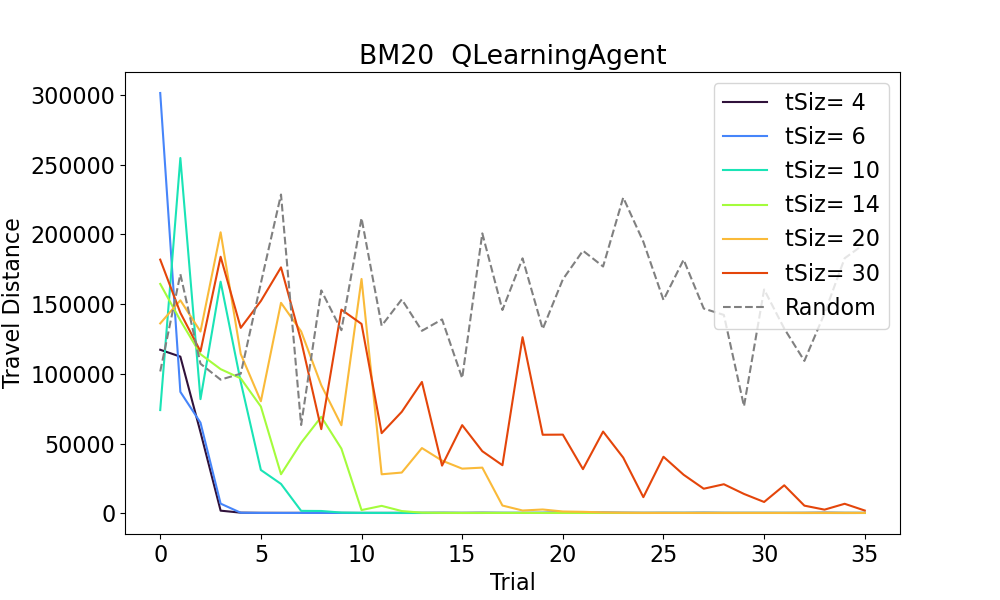 BM20  QLearningAgent
Travel Distance
300000
250000
200000
150000
100000
50000
0
tSiz= 4
tSiz= 6
tSiz= 10
tSiz= 14
tSiz= 20
tSiz= 30
Random
0 5 10 15 20 25 30 35
Trial